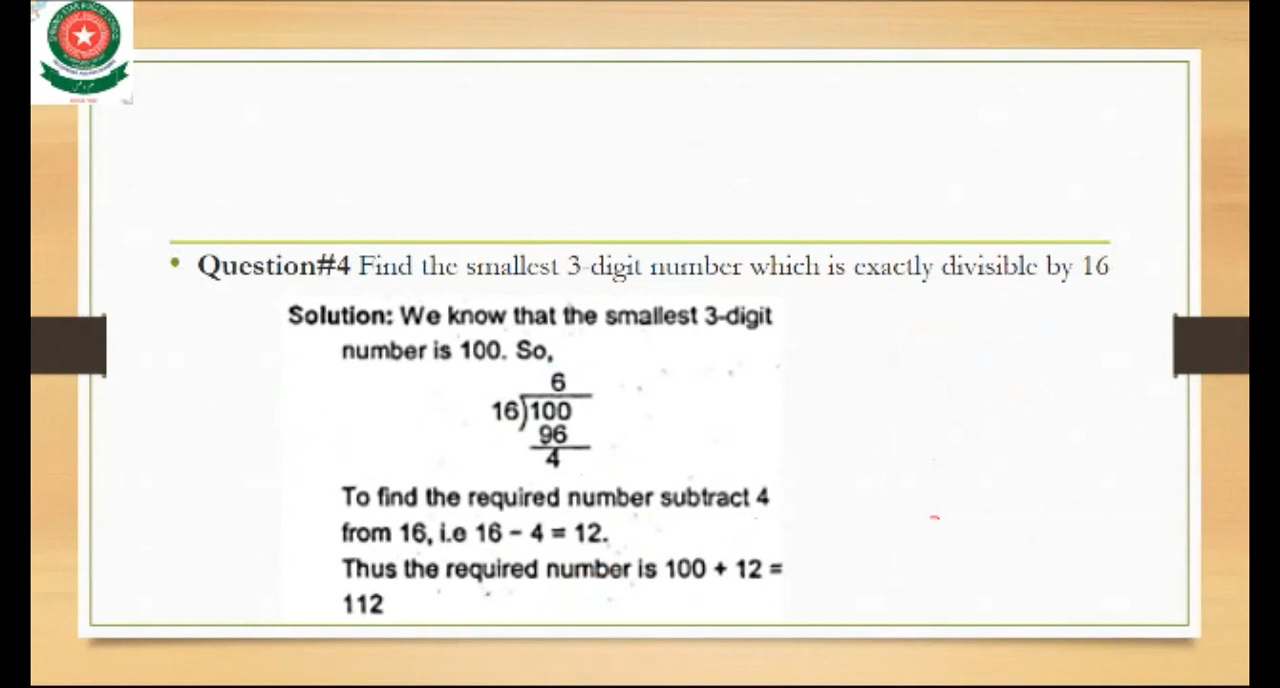 • Question#4 Find the smallest 3-digit number which is exactly divisible by 16
Solution: We know that the smallest 3-digit
number is 100. So,
6
16)100
96
4
To find the required number subtract 4
from 16, i.e 16 – 4 = 12.
Thus the required number is 100 + 12 =
112